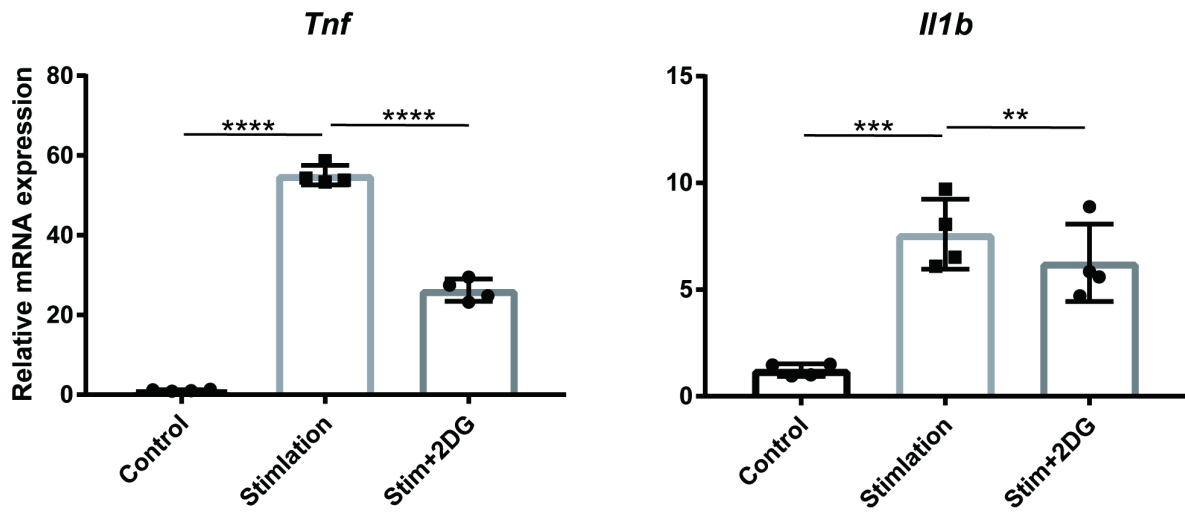 Tnf
Relative mRNA expression
80
60
40
20
0
****
****
Control
Stimlation
Stim+2DG
Il1b
15
10
5
0
***
**
Control
Stimlation
Stim+2DG